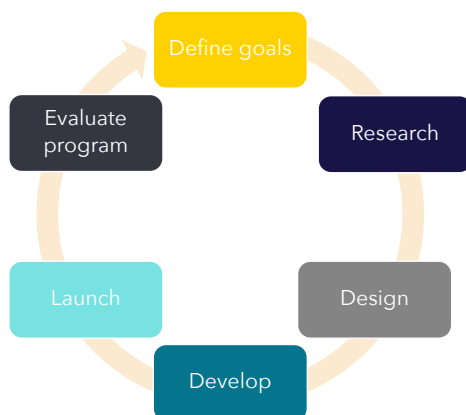 Define goals
Research
Design
Develop
Launch
Evaluate
program